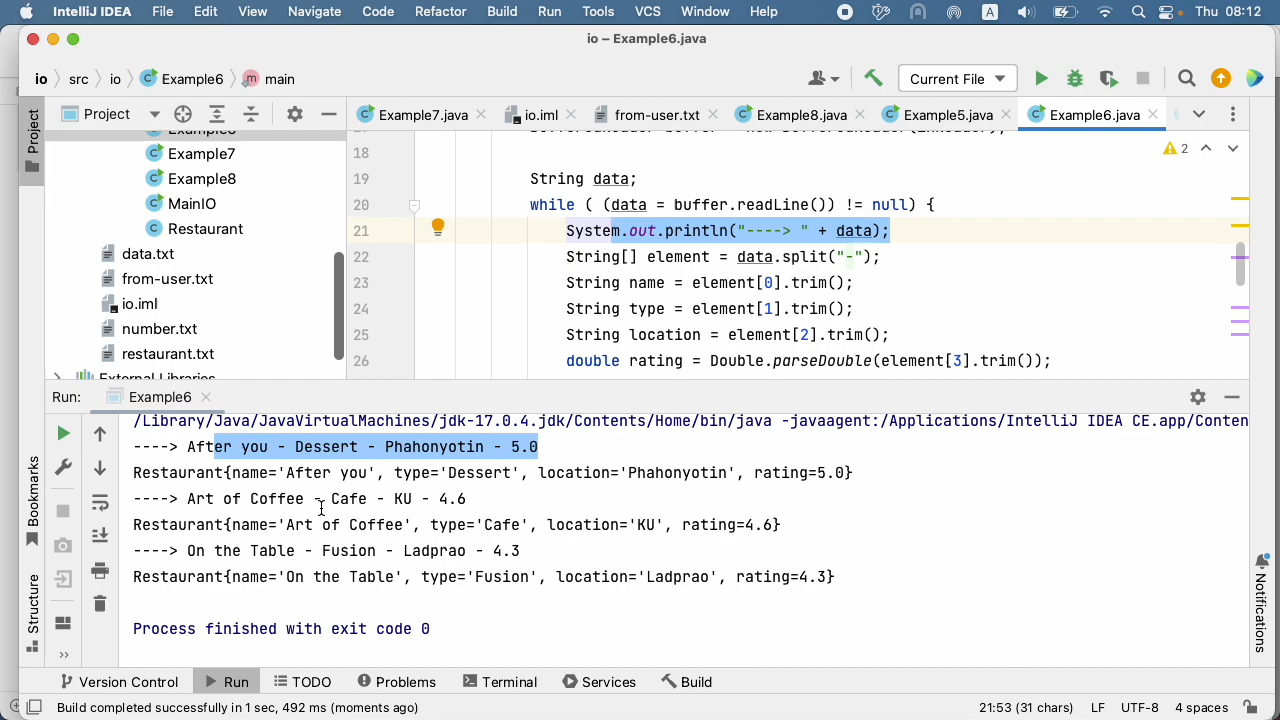 IntelliJ IDEA File Edit View Navigate Code Refactor Build Run Tools VCS Window Help A Thu 08:12
io – Example6.java
io src io Example6 main Current File
Project Project Example7.java io.iml from-user.txt Example8.java Example5.java Example6.java
Example7
Example8
MainIO
Restaurant
data.txt
from-user.txt
io.iml
number.txt
restaurant.txt
External Libraries
2
18
19 String data;
20 while ( (data = buffer.readLine()) != null) {
21 System.out.println("----> " + data);
22 String[] element = data.split("-");
23 String name = element[0].trim();
24 String type = element[1].trim();
25 String location = element[2].trim();
26 double rating = Double.parseDouble(element[3].trim());
Run: Example6
/Library/Java/JavaVirtualMachines/jdk-17.0.4.jdk/Contents/Home/bin/java -javaagent:/Applications/IntelliJ IDEA CE.app/Conten
----> After you - Dessert - Phahonyotin - 5.0
Restaurant{name='After you', type='Dessert', location='Phahonyotin', rating=5.0}
----> Art of Coffee - Cafe - KU - 4.6
Restaurant{name='Art of Coffee', type='Cafe', location='KU', rating=4.6}
----> On the Table - Fusion - Ladprao - 4.3
Restaurant{name='On the Table', type='Fusion', location='Ladprao', rating=4.3}
Process finished with exit code 0
Bookmarks
Structure
Notifications
Version Control Run TODO Problems Terminal Services Build
Build completed successfully in 1 sec, 492 ms (moments ago) 21:53 (31 chars) LF UTF-8 4 spaces